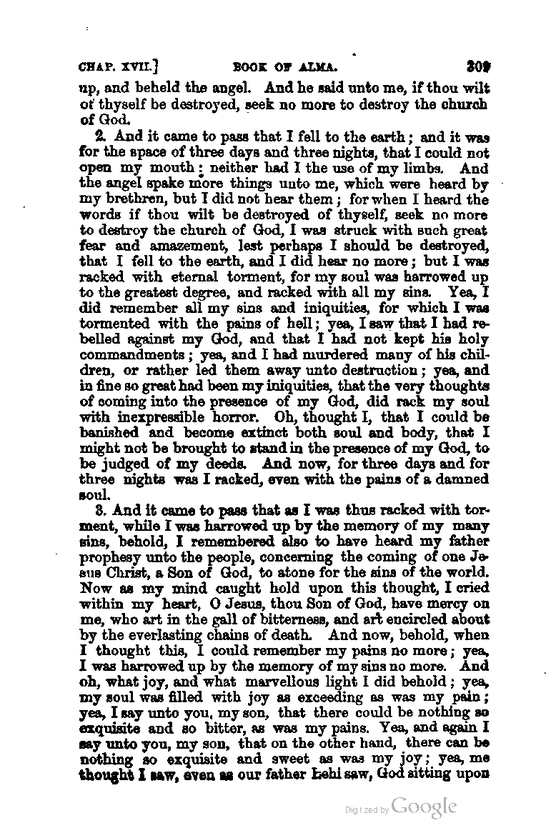 CHAP. XVII.] BOOK OF ALMA. 309
up, and beheld the angel. And he said unto me, if thou wilt
of thyself be destroyed, seek no more to destroy the church
of God.
2. And it came to pass that I fell to the earth; and it was
for the space of three days and three nights, that I could not
open my mouth; neither had I the use of my limbs. And
the angel spake more things unto me, which were heard by
my brethren, but I did not hear them; for when I heard the
words if thou wilt be destroyed of thyself, seek no more
to destroy the church of God, I was struck with such great
fear and amazement, lest perhaps I should be destroyed,
that I fell to the earth, and I did hear no more; but I was
racked with eternal torment, for my soul was harrowed up
to the greatest degree, and racked with all my sins. Yea, I
did remember all my sins and iniquities, for which I was
tormented with the pains of hell; yea, I saw that I had re-
belled against my God, and that I had not kept his holy
commandments; yea, and I had murdered many of his chil-
dren, or rather led them away unto destruction; yea, and
in fine so great had been my iniquities, that the very thoughts
of coming into the presence of my God, did rack my soul
with inexpressible horror. Oh, thought I, that I could be
banished and become extinct both soul and body, that I
might not be brought to stand in the presence of my God, to
be judged of my deeds. And now, for three days and for
three nights was I racked, even with the pains of a damned
soul.
3. And it came to pass that as I was thus racked with tor-
ment, while I was harrowed up by the memory of my many
sins, behold, I remembered also to have heard my father
prophesy unto the people, concerning the coming of one Je-
sus Christ, a Son of God, to atone for the sins of the world.
Now as my mind caught hold upon this thought, I cried
within my heart, O Jesus, thou Son of God, have mercy on
me, who art in the gall of bitterness, and art encircled about
by the everlasting chains of death. And now, behold, when
I thought this, I could remember my pains no more; yea,
I was harrowed up by the memory of my sins no more. And
oh, what joy, and what marvellous light I did behold; yea,
my soul was filled with joy as exceeding as was my pain;
yea, I say unto you, my son, that there could be nothing so
exquisite and so bitter, as was my pains. Yea, and again I
say unto you, my son, that on the other hand, there can be
nothing so exquisite and sweet as was my joy; yea, me
thought I saw, even as our father Lehi saw, God sitting upon
Digitized by Google